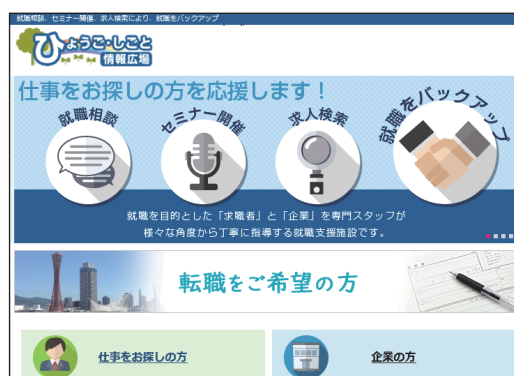 就職相談、セミナー開催、求人検索により、就職をバックアップ
ひょうご・しごと
情報広場
仕事をお探しの方を応援します！
就職相談
セミナー開催
求人検索
就職をバックアップ
就職を目的とした「求職者」と「企業」を専門スタッフが
様々な角度から丁寧に指導する就職支援施設です。
転職をご希望の方
仕事をお探しの方
企業の方